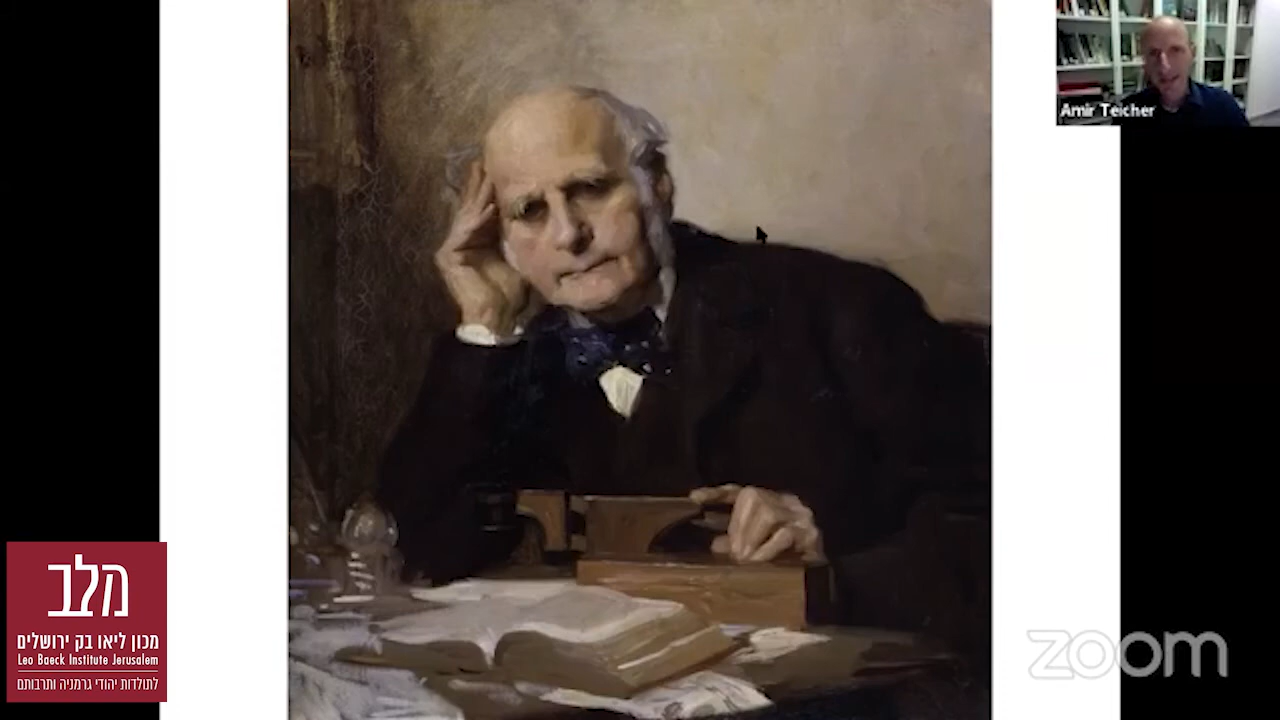 Amir Teicher
מלב
מכון ליאו בק ירושלים
Leo Baeck Institute Jerusalem
לתולדות יהודי גרמניה ותרבותם
zoom